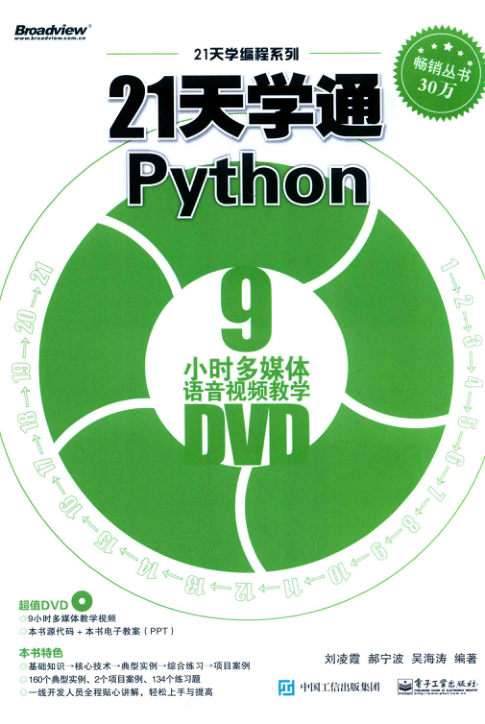 Broadview®
www.broadview.com.cn
21天学编程系列
畅销丛书
30万
21天学通
Python
9
小时多媒体
语音视频教学
DVD
1→2→3→4→5→6→7→8→9→10→11→12→13→14→15→16→17→18→19→20→21
超值DVD
○9小时多媒体教学视频
○本书源代码 + 本书电子教案（PPT）
本书特色
○基础知识→核心技术→典型实例→综合练习→项目案例
○160个典型实例、2个项目案例、134个练习题
○一线开发人员全程贴心讲解，轻松上手与提高
刘凌霞 郝宁波 吴海涛 编著
中国工信出版集团
电子工业出版社